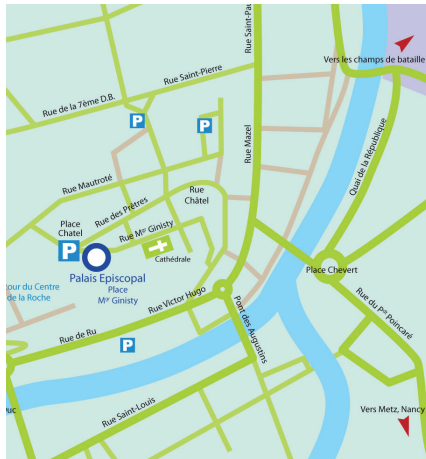 Rue Saint-Pau
Vers les champs de bataille
Rue Saint-Pierre
Rue de la 7ème D.B.
P
P
Rue Mazel
Quai de la République
Rue Mautroté
Rue
Châtel
Rue des Prêtres
Place
Chatel
P
Rue Mgr Ginisty
Cathédrale
Palais Episcopal
Place
Mgr Ginisty
our du Centre
de la Roche
Place Chevert
Rue Victor Hugo
Pont des Augustins
Rue du Pnt Poincaré
Rue de Ru
P
Rue Saint-Louis
Duc
Vers Metz, Nancy